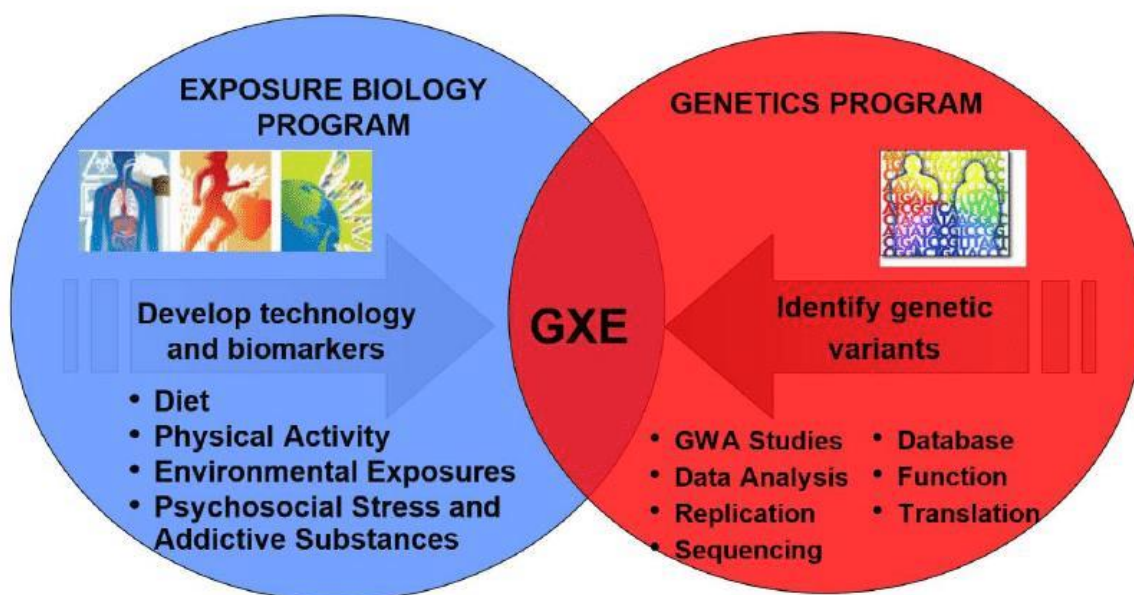 EXPOSURE BIOLOGY
PROGRAM
Develop technology
and biomarkers
• Diet
• Physical Activity
• Environmental Exposures
• Psychosocial Stress and
Addictive Substances
GXE
GENETICS PROGRAM
Identify genetic
variants
• GWA Studies
• Data Analysis
• Replication
• Sequencing
• Database
• Function
• Translation